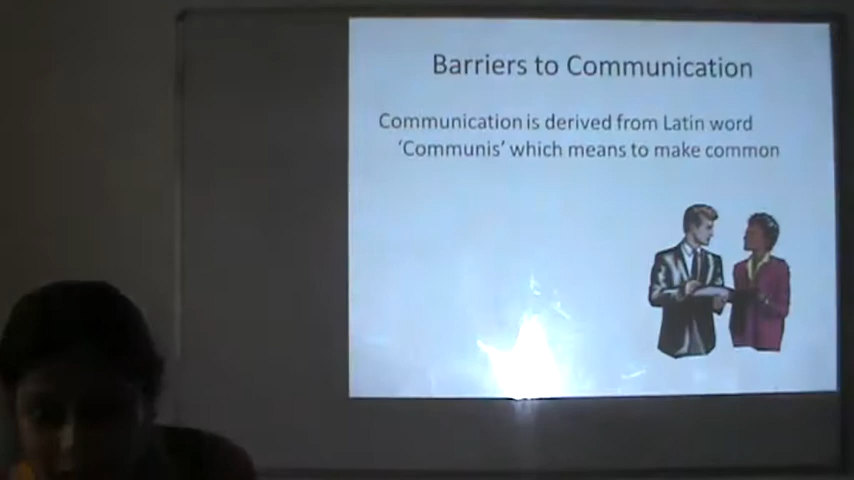 Barriers to Communication
Communication is derived from Latin word
‘Communis’ which means to make common